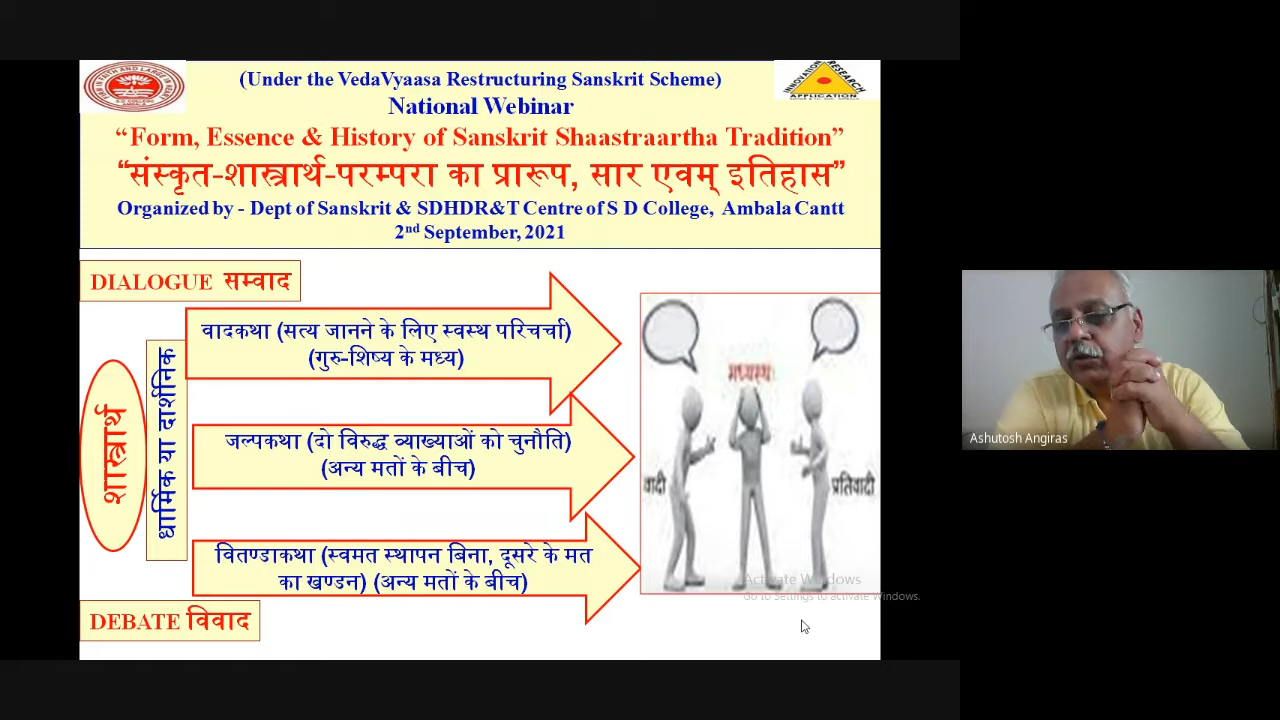 (Under the VedaVyaasa Restructuring Sanskrit Scheme)
National Webinar
“Form, Essence & History of Sanskrit Shaastraartha Tradition”
“संस्कृत-शास्त्रार्थ-परम्परा का प्रारूप, सार एवम् इतिहास”
Organized by - Dept of Sanskrit & SDHDR&T Centre of S D College, Ambala Cantt
2nd September, 2021
INNOVATION RESEARCH
APPLICATION
DIALOGUE सम्वाद
शास्त्रार्थ
धार्मिक या दार्शनिक
वादकथा (सत्य जानने के लिए स्वस्थ परिचर्चा)
(गुरु-शिष्य के मध्य)
जल्पकथा (दो विरुद्ध व्याख्याओं को चुनौति)
(अन्य मतों के बीच)
वितण्डाकथा (स्वमत स्थापन बिना, दूसरे के मत
का खण्डन) (अन्य मतों के बीच)
DEBATE विवाद
मध्यस्थ
वादी
प्रतिवादी
Activate Windows
Go to Settings to activate Windows.
Ashutosh Angiras